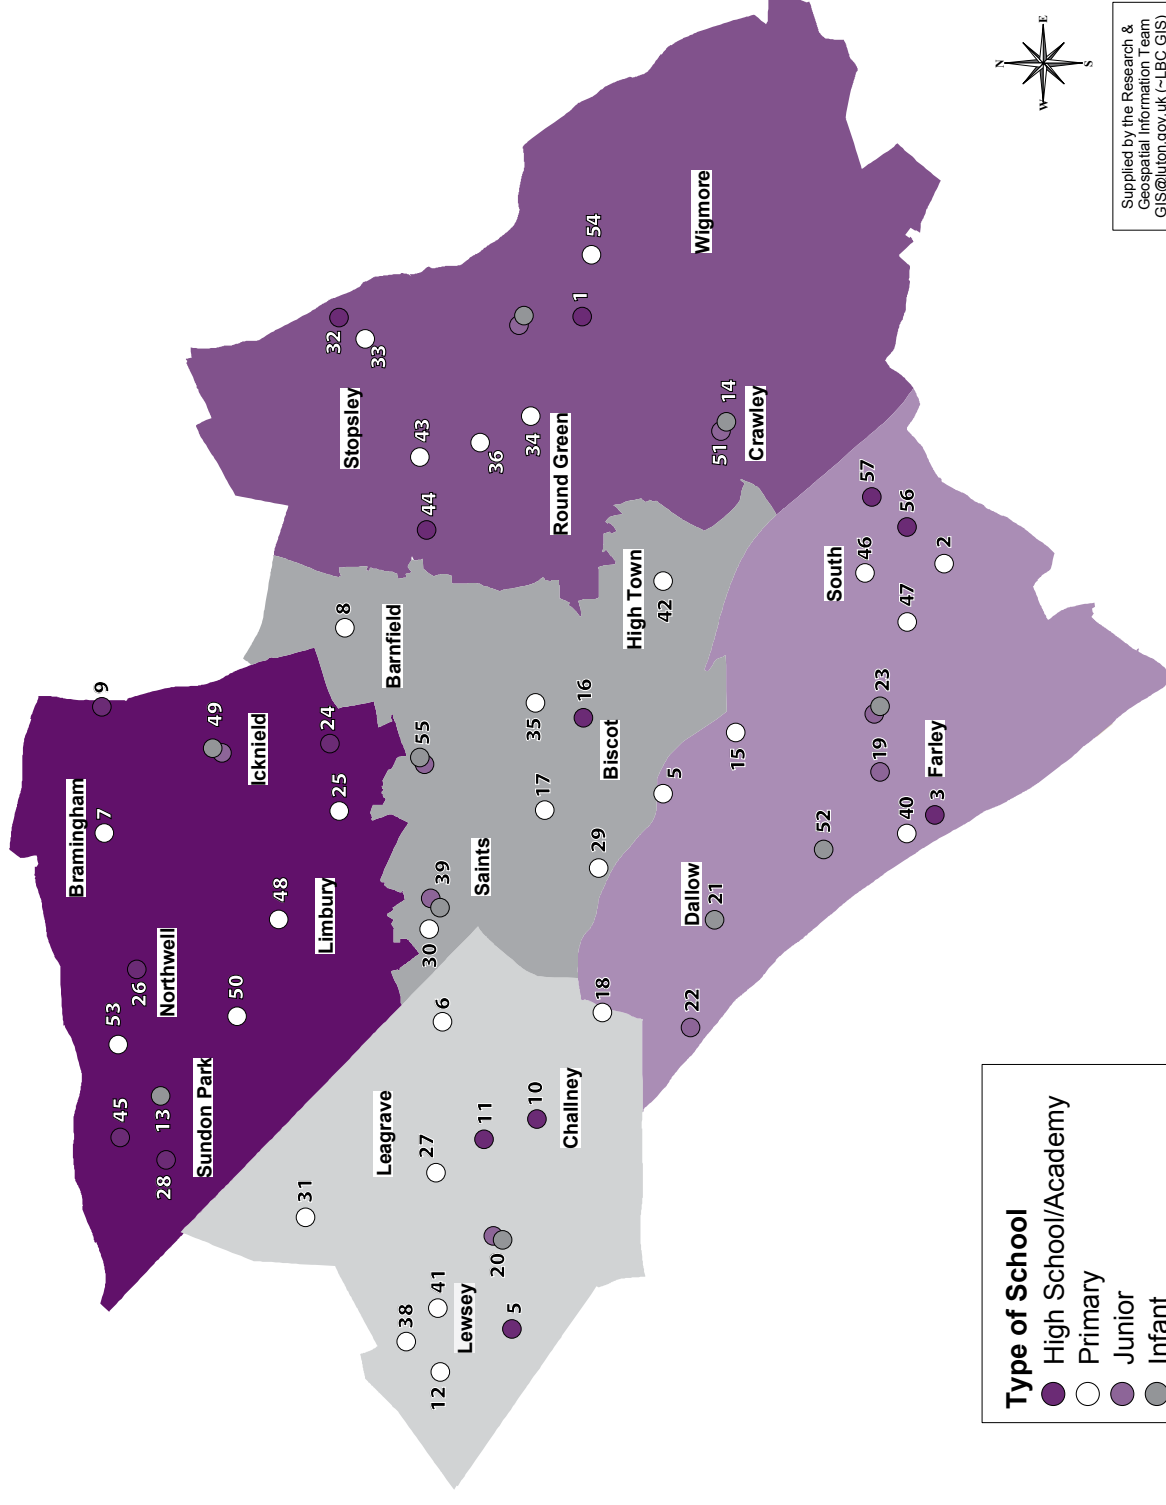 Bramingham
7
9
49
Icknield
24
25
48
Limbury
Northwell
26
53
50
45
13
28
Sundon Park
Stopsley
32
33
43
44
36
34
Round Green
54
1
Wigmore
51
14
Crawley
8
Barnfield
55
35
16
Biscot
17
29
High Town
42
39
Saints
30
31
Leagrave
6
18
27
11
10
Challney
20
38
41
12
Lewsey
5
5
15
Dallow
21
22
52
19
23
40
3
Farley
South
46
47
57
56
2
N
E
S
W
Type of School
High School/Academy
Primary
Junior
Infant
Supplied by the Research &
Geospatial Information Team
GIS@luton.gov.uk (~LBC GIS)